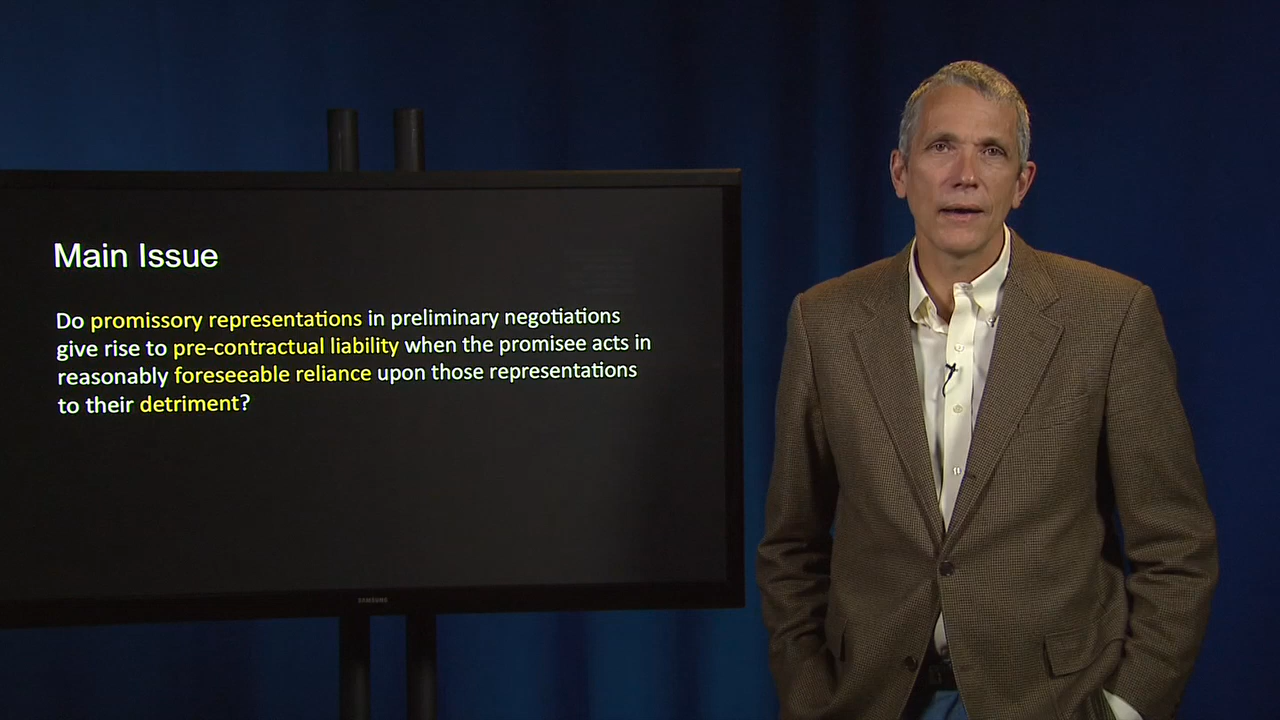 Main Issue
Do promissory representations in preliminary negotiations
give rise to pre-contractual liability when the promisee acts in
reasonably foreseeable reliance upon those representations
to their detriment?
SAMSUNG